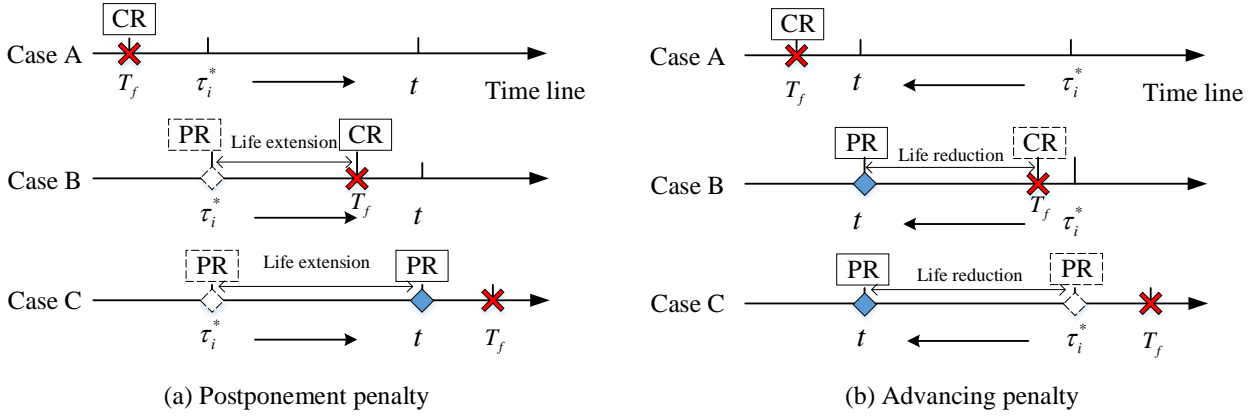 CR
Case A
T_f
τ_i^*
t
Time line
PR
Life extension
CR
Case B
τ_i^*
T_f
t
PR
Life extension
PR
Case C
τ_i^*
t
T_f
(a) Postponement penalty
CR
Case A
T_f
t
τ_i^*
Time line
PR
Life reduction
CR
Case B
t
T_f
τ_i^*
PR
Life reduction
PR
Case C
t
τ_i^*
T_f
(b) Advancing penalty